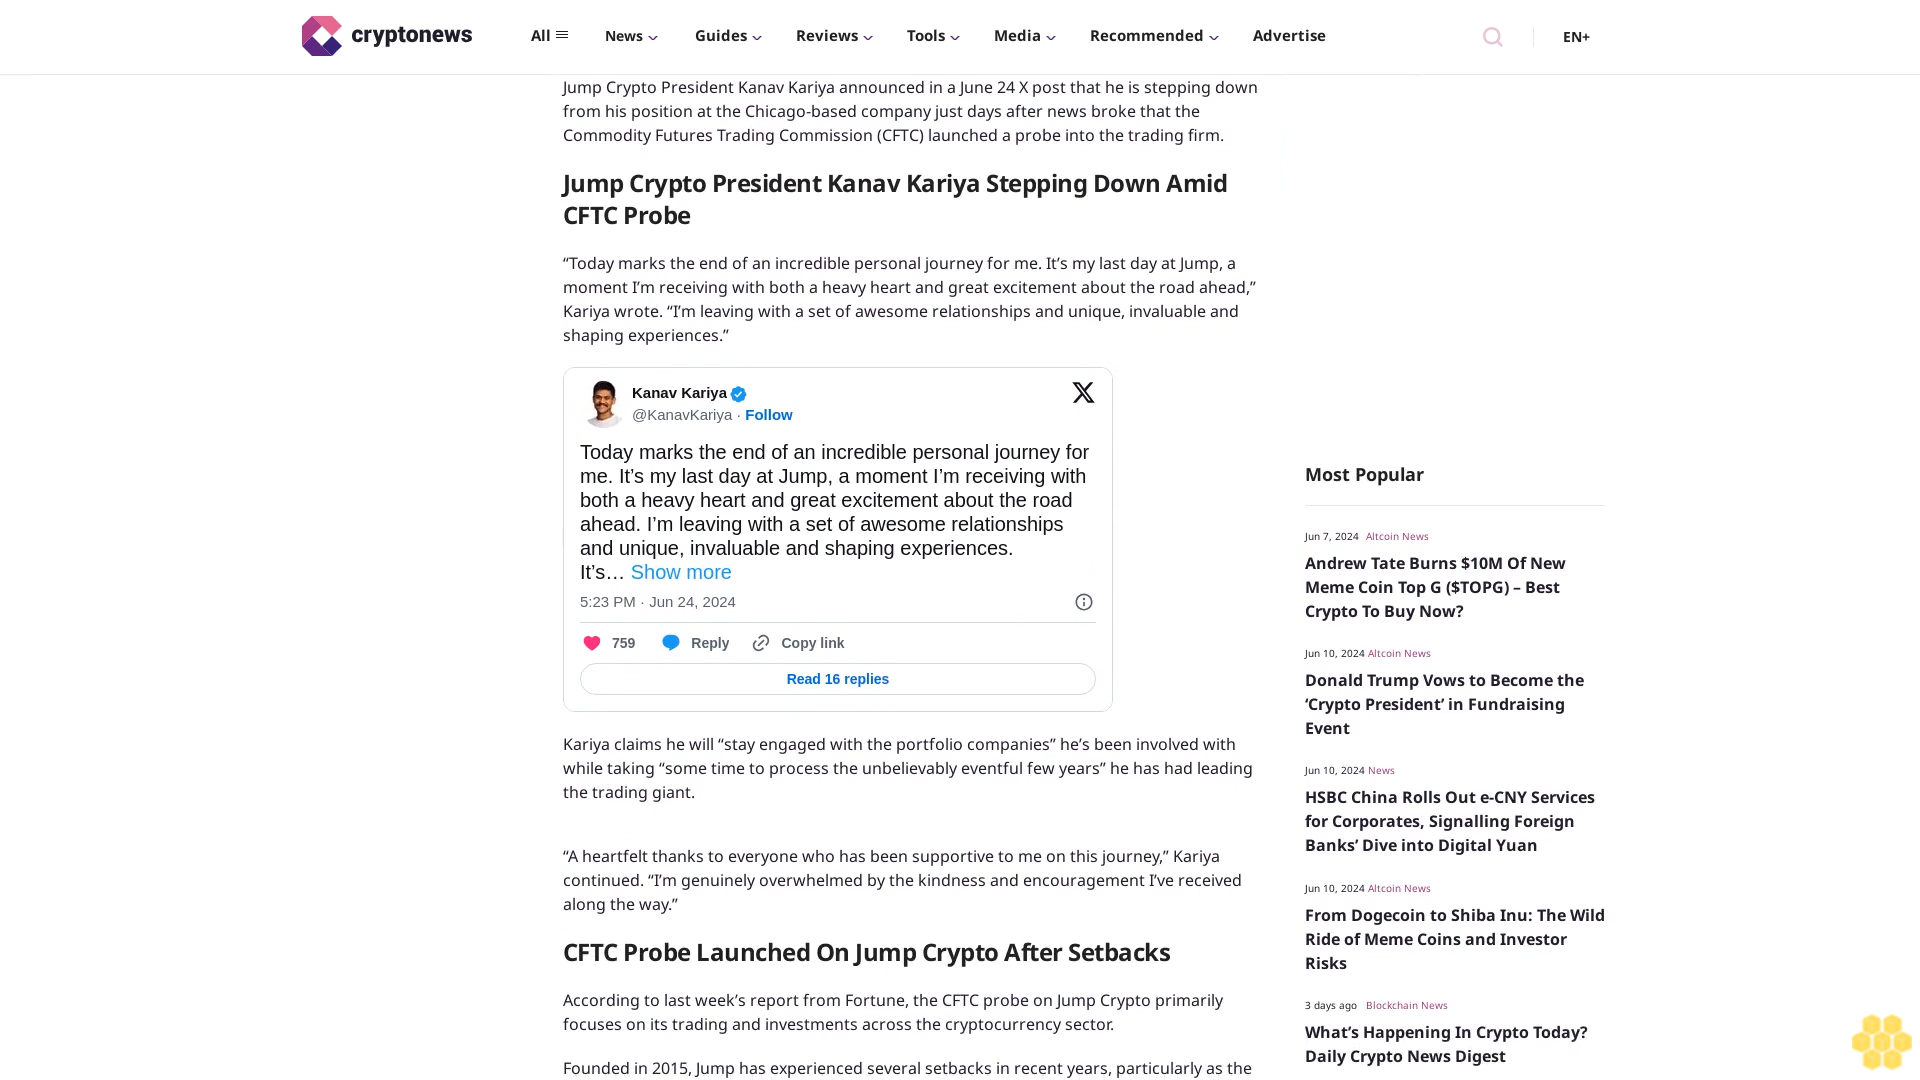 cryptonews
All
News
Guides
Reviews
Tools
Media
Recommended
Advertise
EN+
Jump Crypto President Kanav Kariya announced in a June 24 X post that he is stepping down
from his position at the Chicago-based company just days after news broke that the
Commodity Futures Trading Commission (CFTC) launched a probe into the trading firm.
Jump Crypto President Kanav Kariya Stepping Down Amid
CFTC Probe
“Today marks the end of an incredible personal journey for me. It’s my last day at Jump, a
moment I’m receiving with both a heavy heart and great excitement about the road ahead,”
Kariya wrote. “I’m leaving with a set of awesome relationships and unique, invaluable and
shaping experiences.”
Kanav Kariya
@KanavKariya · Follow
Today marks the end of an incredible personal journey for
me. It’s my last day at Jump, a moment I’m receiving with
both a heavy heart and great excitement about the road
ahead. I’m leaving with a set of awesome relationships
and unique, invaluable and shaping experiences.
It’s… Show more
5:23 PM · Jun 24, 2024
759
Reply
Copy link
Read 16 replies
Kariya claims he will “stay engaged with the portfolio companies” he’s been involved with
while taking “some time to process the unbelievably eventful few years” he has had leading
the trading giant.
“A heartfelt thanks to everyone who has been supportive to me on this journey,” Kariya
continued. “I’m genuinely overwhelmed by the kindness and encouragement I’ve received
along the way.”
CFTC Probe Launched On Jump Crypto After Setbacks
According to last week’s report from Fortune, the CFTC probe on Jump Crypto primarily
focuses on its trading and investments across the cryptocurrency sector.
Founded in 2015, Jump has experienced several setbacks in recent years, particularly as the
Most Popular
Jun 7, 2024 Altcoin News
Andrew Tate Burns $10M Of New
Meme Coin Top G ($TOPG) – Best
Crypto To Buy Now?
Jun 10, 2024 Altcoin News
Donald Trump Vows to Become the
‘Crypto President’ in Fundraising
Event
Jun 10, 2024 News
HSBC China Rolls Out e-CNY Services
for Corporates, Signalling Foreign
Banks’ Dive into Digital Yuan
Jun 10, 2024 Altcoin News
From Dogecoin to Shiba Inu: The Wild
Ride of Meme Coins and Investor
Risks
3 days ago Blockchain News
What’s Happening In Crypto Today?
Daily Crypto News Digest